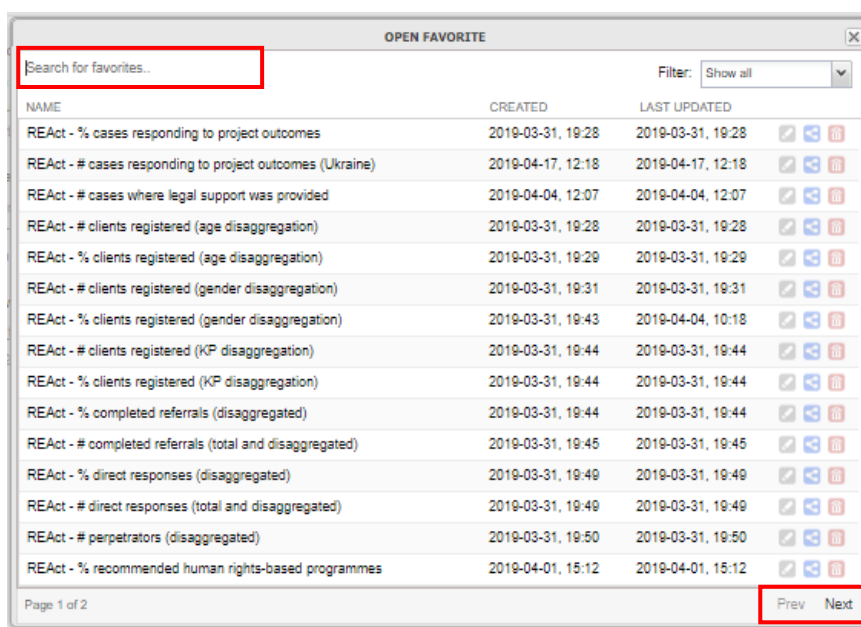 OPEN FAVORITE
Search for favorites..
Filter: Show all
NAME CREATED LAST UPDATED
REAct - % cases responding to project outcomes 2019-03-31, 19:28 2019-03-31, 19:28
REAct - # cases responding to project outcomes (Ukraine) 2019-04-17, 12:18 2019-04-17, 12:18
REAct - # cases where legal support was provided 2019-04-04, 12:07 2019-04-04, 12:07
REAct - # clients registered (age disaggregation) 2019-03-31, 19:28 2019-03-31, 19:28
REAct - % clients registered (age disaggregation) 2019-03-31, 19:29 2019-03-31, 19:29
REAct - # clients registered (gender disaggregation) 2019-03-31, 19:31 2019-03-31, 19:31
REAct - % clients registered (gender disaggregation) 2019-03-31, 19:43 2019-04-04, 10:18
REAct - # clients registered (KP disaggregation) 2019-03-31, 19:44 2019-03-31, 19:44
REAct - % clients registered (KP disaggregation) 2019-03-31, 19:44 2019-03-31, 19:44
REAct - % completed referrals (disaggregated) 2019-03-31, 19:44 2019-03-31, 19:44
REAct - # completed referrals (total and disaggregated) 2019-03-31, 19:45 2019-03-31, 19:45
REAct - % direct responses (disaggregated) 2019-03-31, 19:49 2019-03-31, 19:49
REAct - # direct responses (total and disaggregated) 2019-03-31, 19:49 2019-03-31, 19:49
REAct - # perpetrators (disaggregated) 2019-03-31, 19:50 2019-03-31, 19:50
REAct - % recommended human rights-based programmes 2019-04-01, 15:12 2019-04-01, 15:12
Page 1 of 2 Prev Next